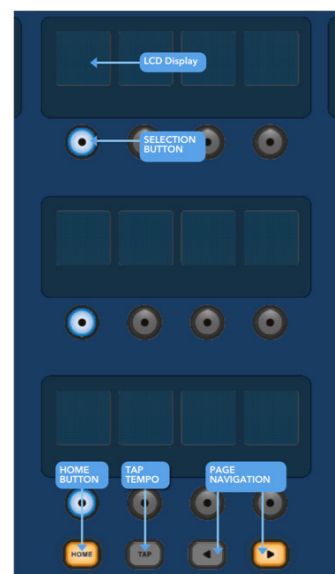 LCD Display
SELECTION
BUTTON
HOME
BUTTON
TAP
TEMPO
PAGE
NAVIGATION
HOME
TAP